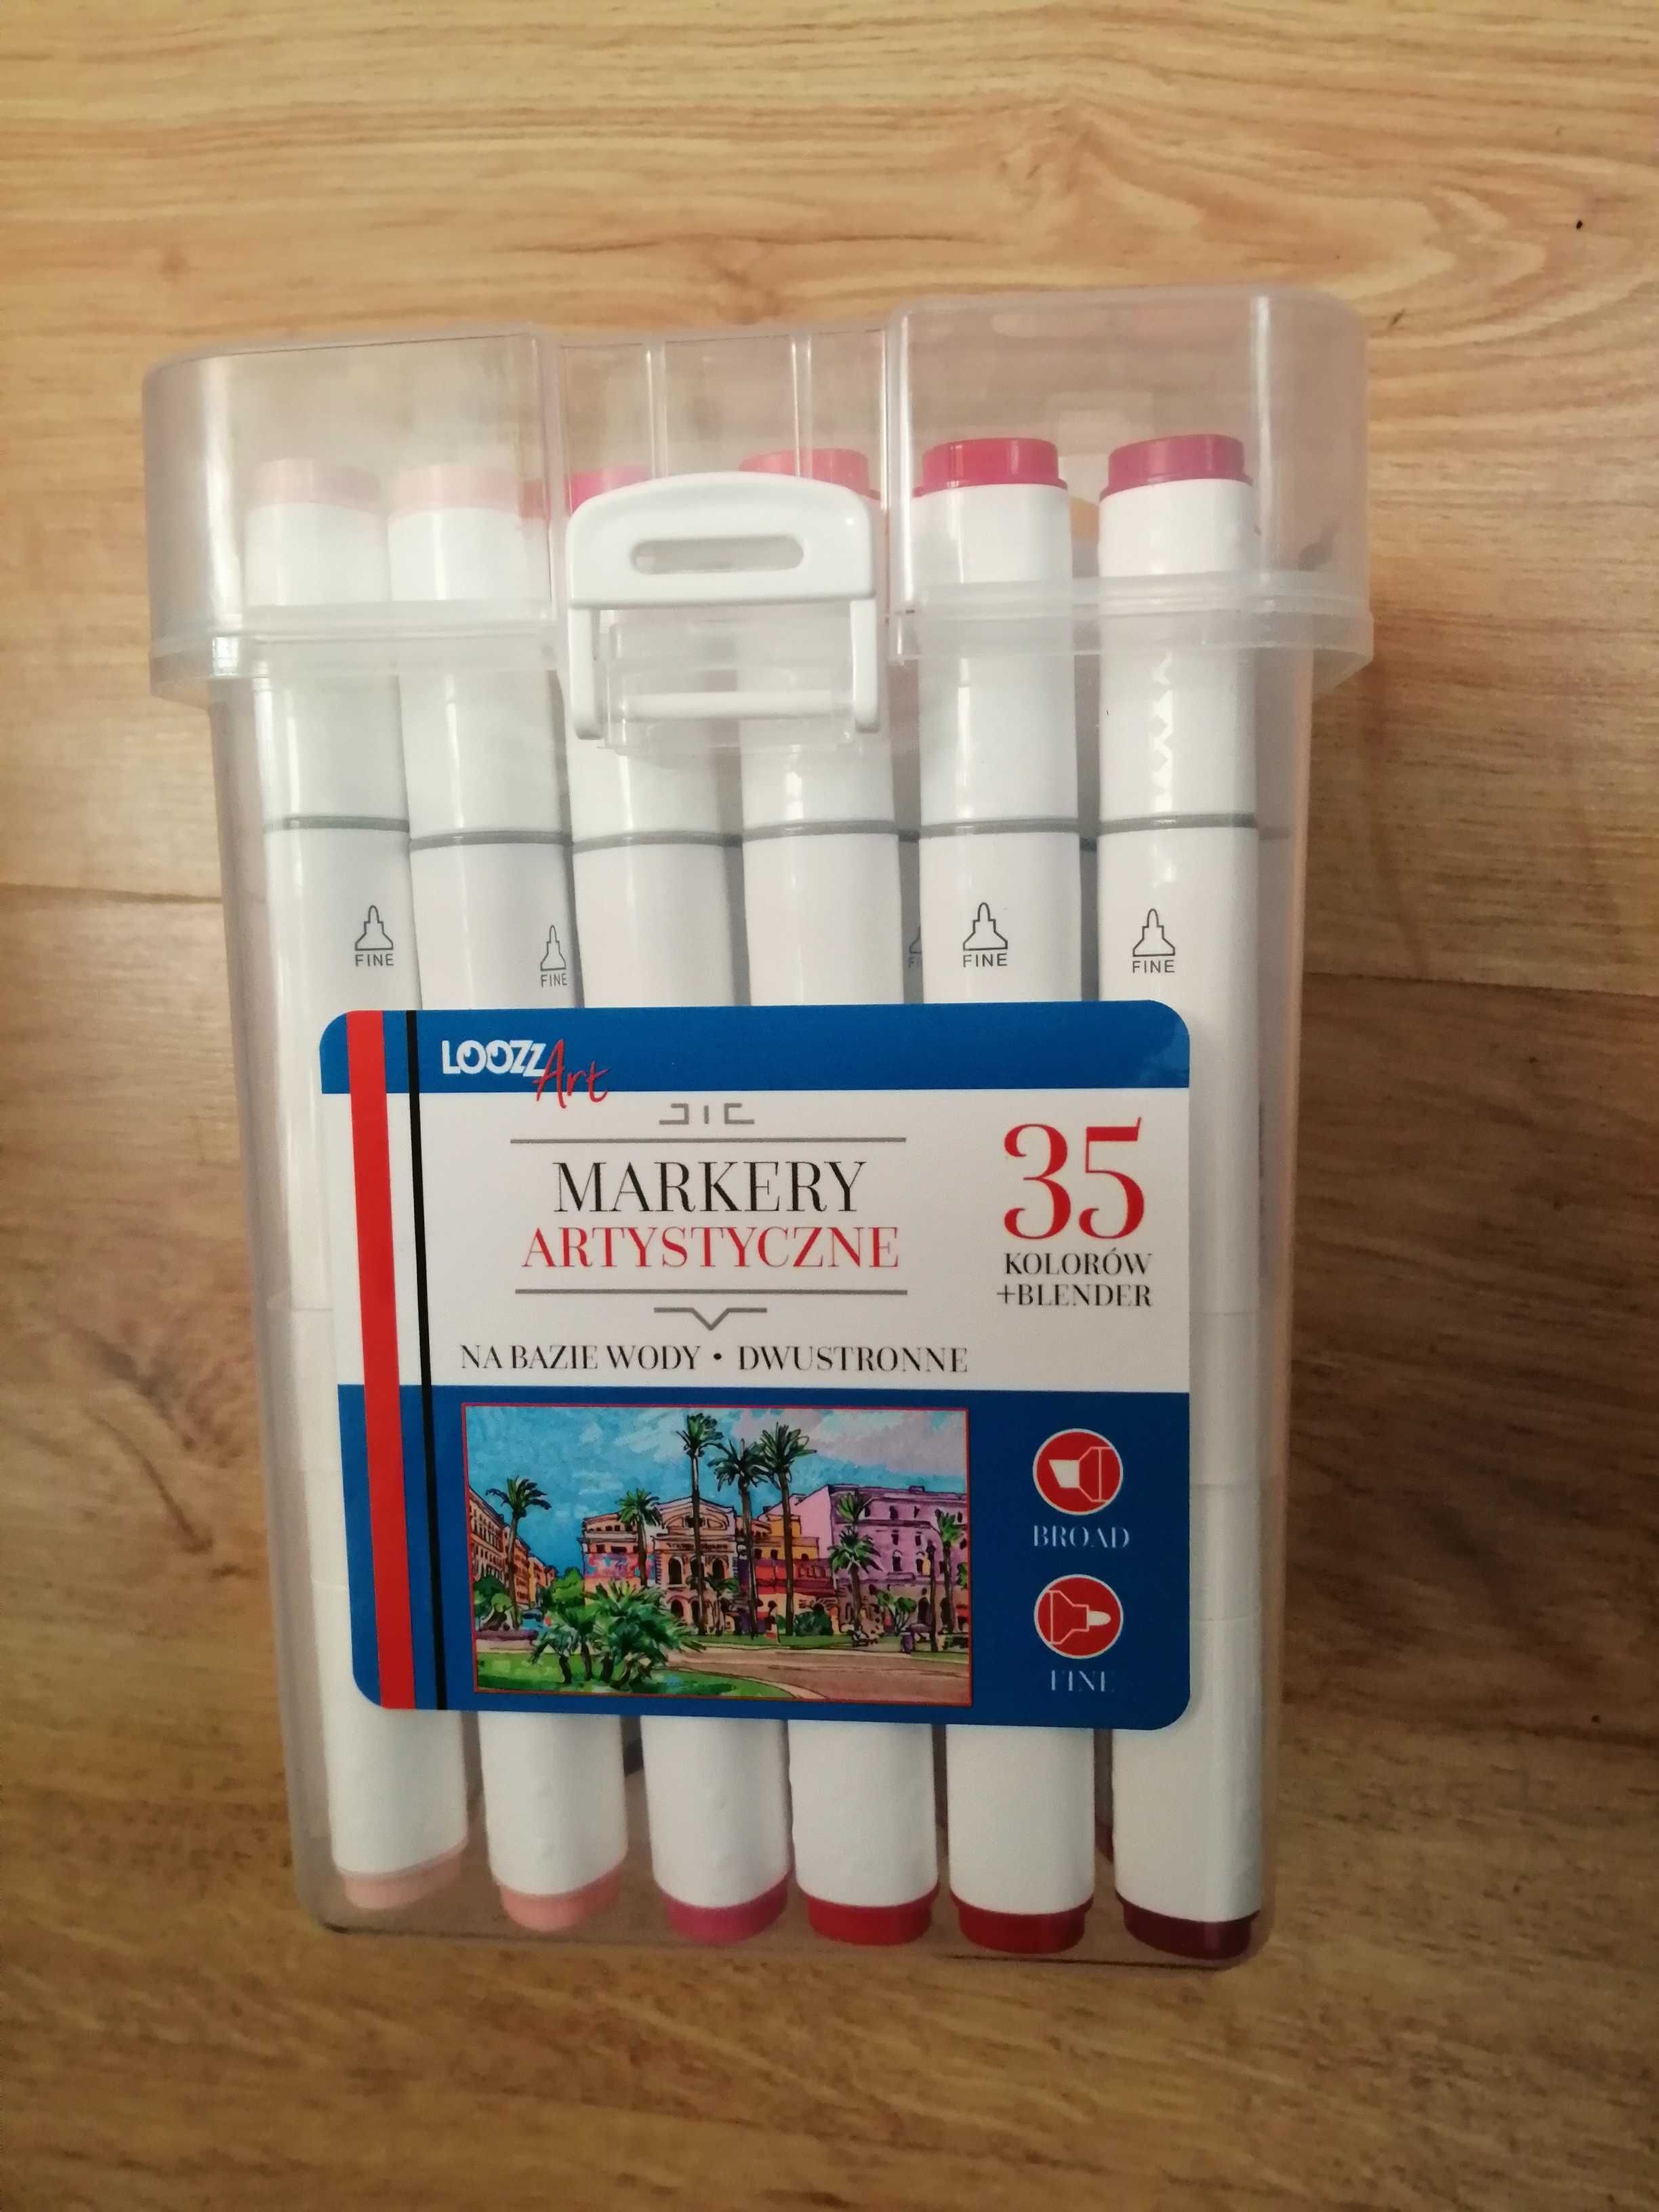 FINE
FINE
FINE
FINE
LOOZZ Art
MARKERY
ARTYSTYCZNE
35
KOLORÓW
+BLENDER
NA BAZIE WODY • DWUSTRONNE
BROAD
FINE